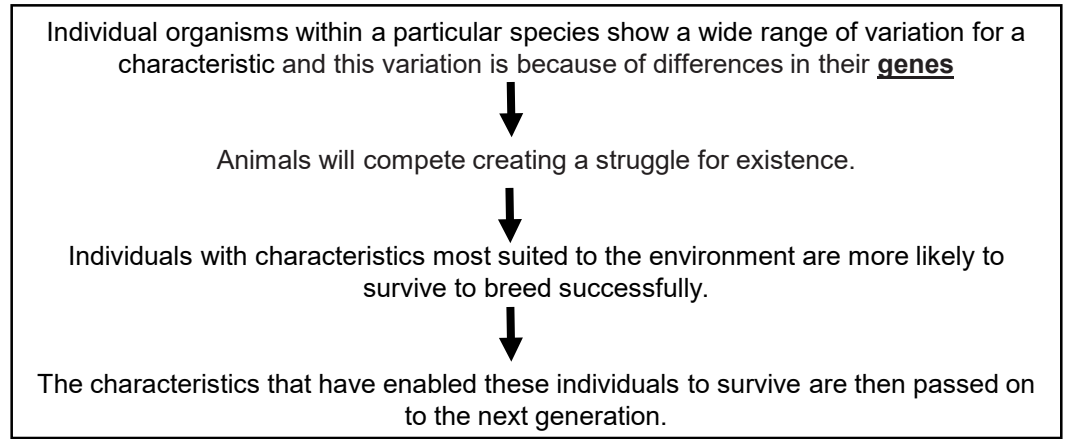 Individual organisms within a particular species show a wide range of variation for a
characteristic and this variation is because of differences in their genes
Animals will compete creating a struggle for existence.
Individuals with characteristics most suited to the environment are more likely to
survive to breed successfully.
The characteristics that have enabled these individuals to survive are then passed on
to the next generation.